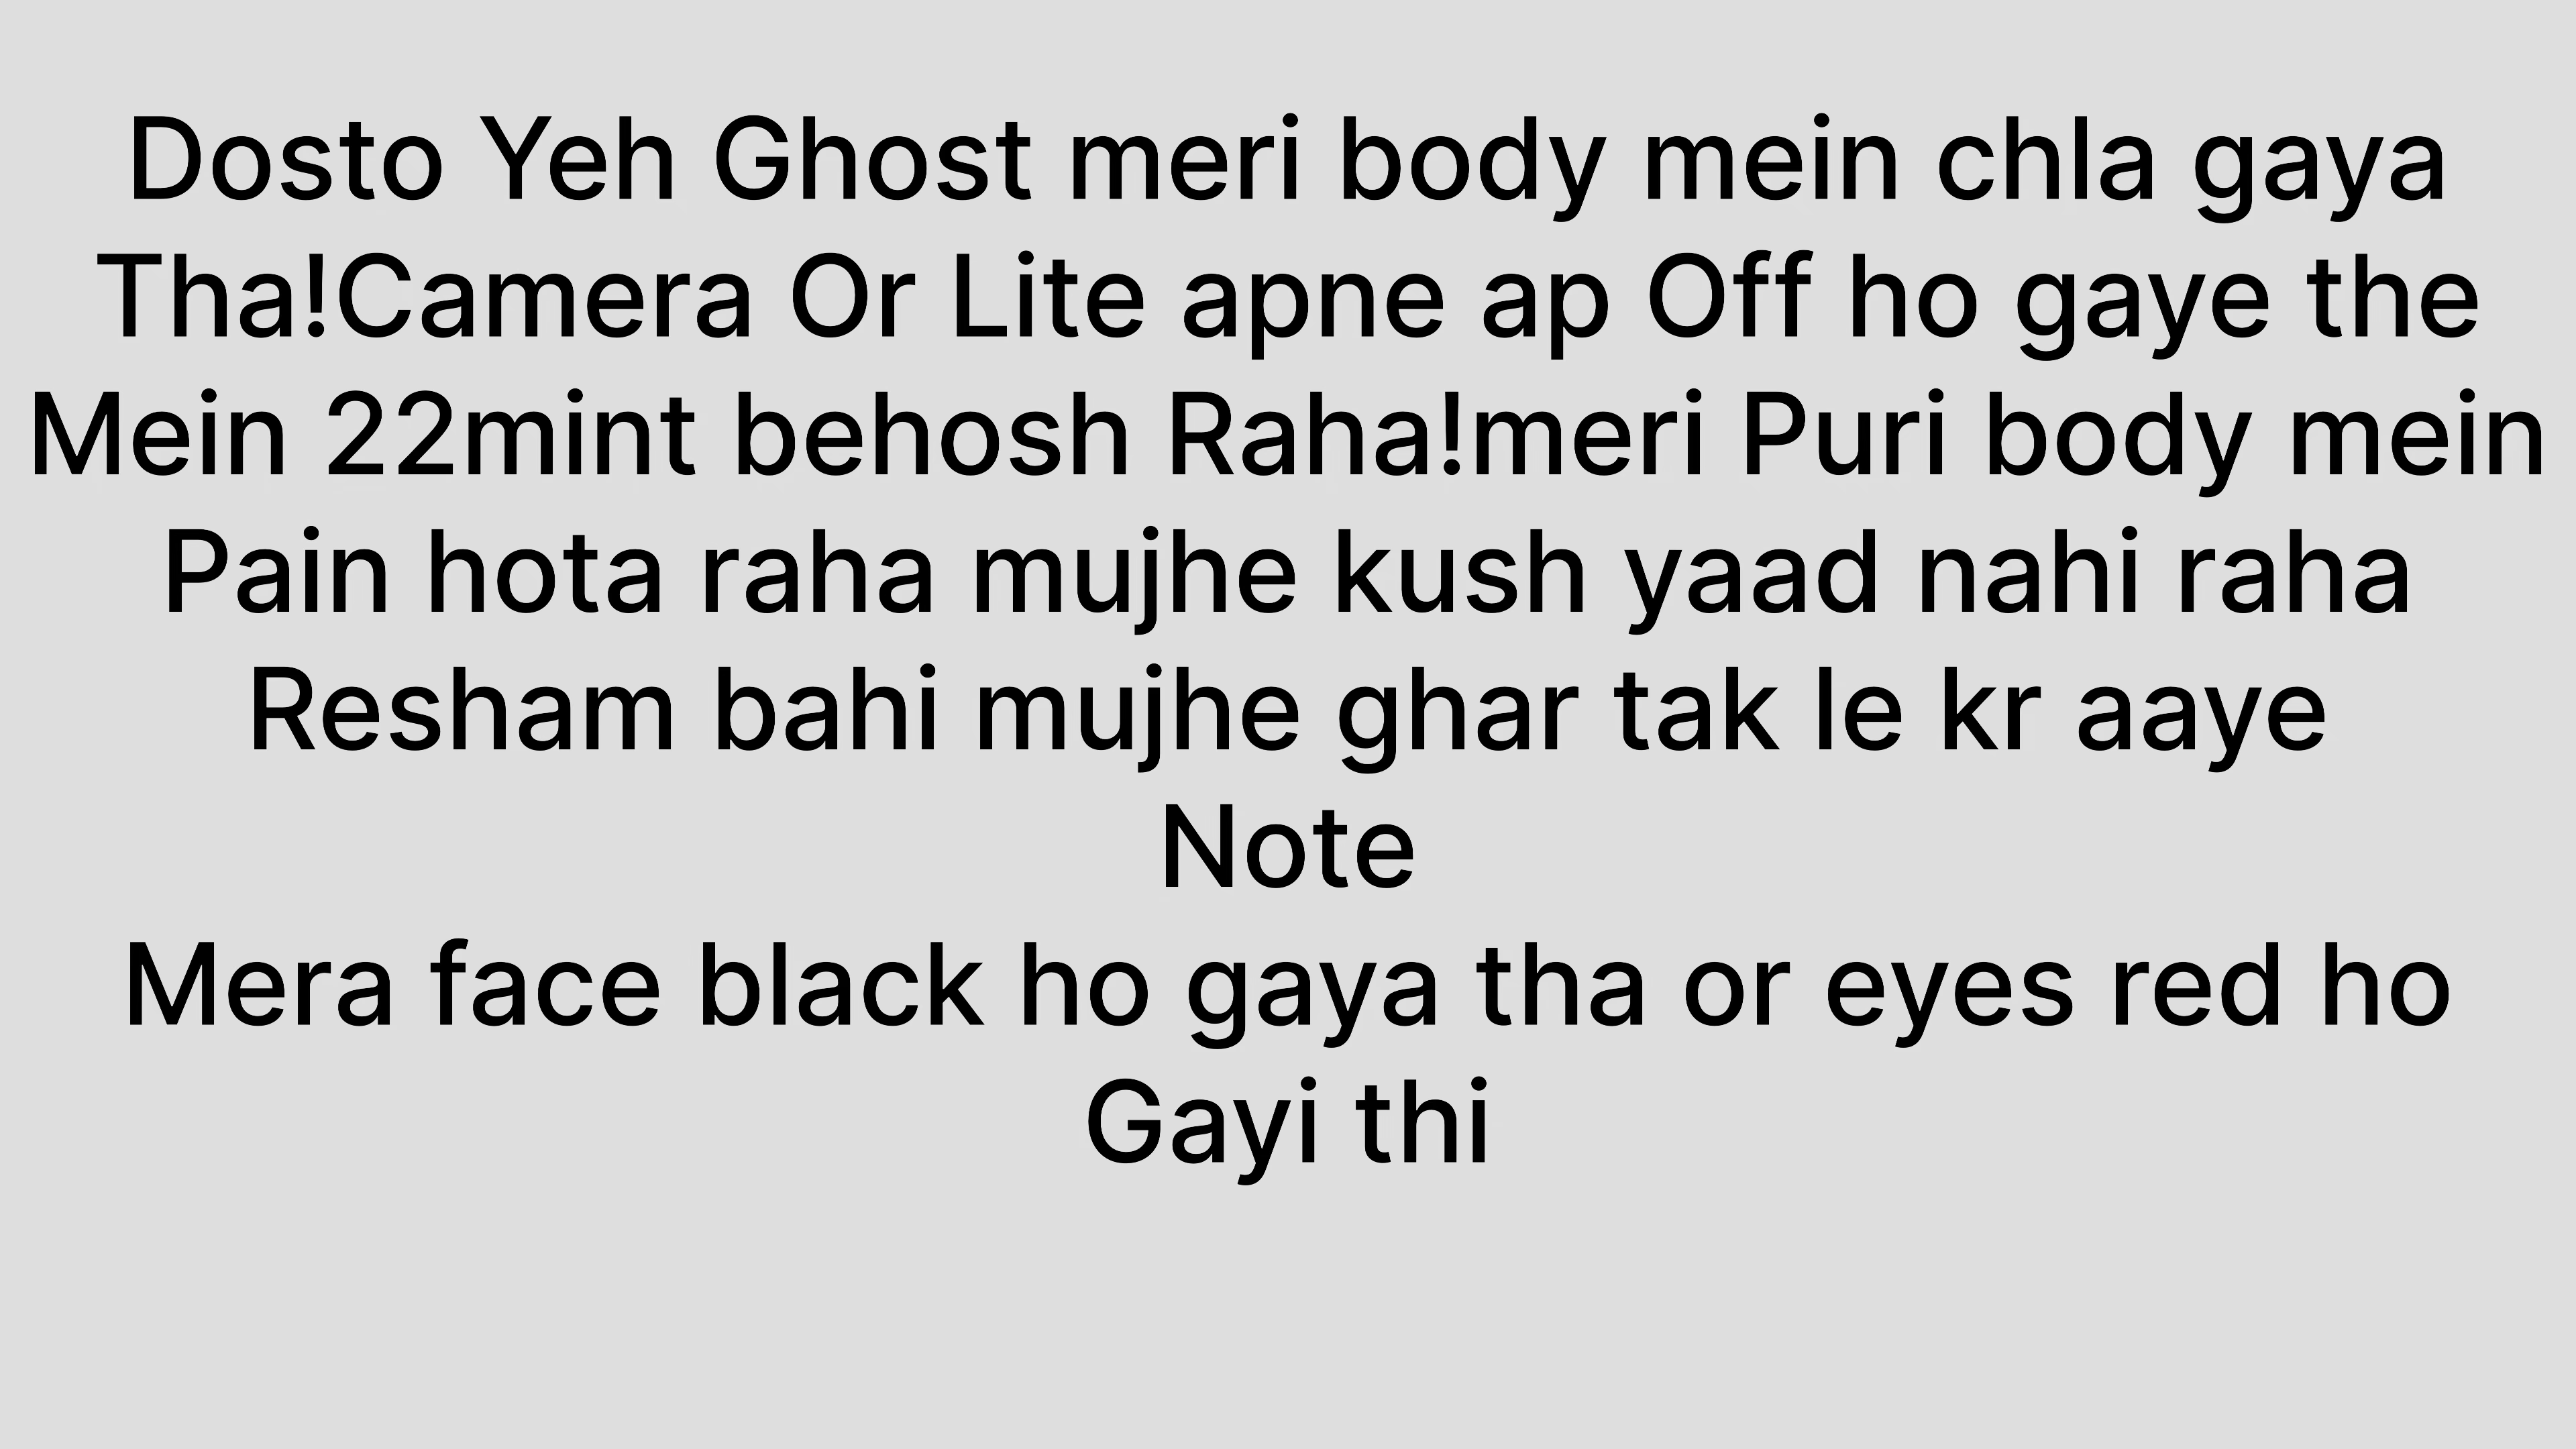 Dosto Yeh Ghost meri body mein chla gaya
Tha!Camera Or Lite apne ap Off ho gaye the
Mein 22mint behosh Raha!meri Puri body mein
Pain hota raha mujhe kush yaad nahi raha
Resham bahi mujhe ghar tak le kr aaye
Note
Mera face black ho gaya tha or eyes red ho
Gayi thi